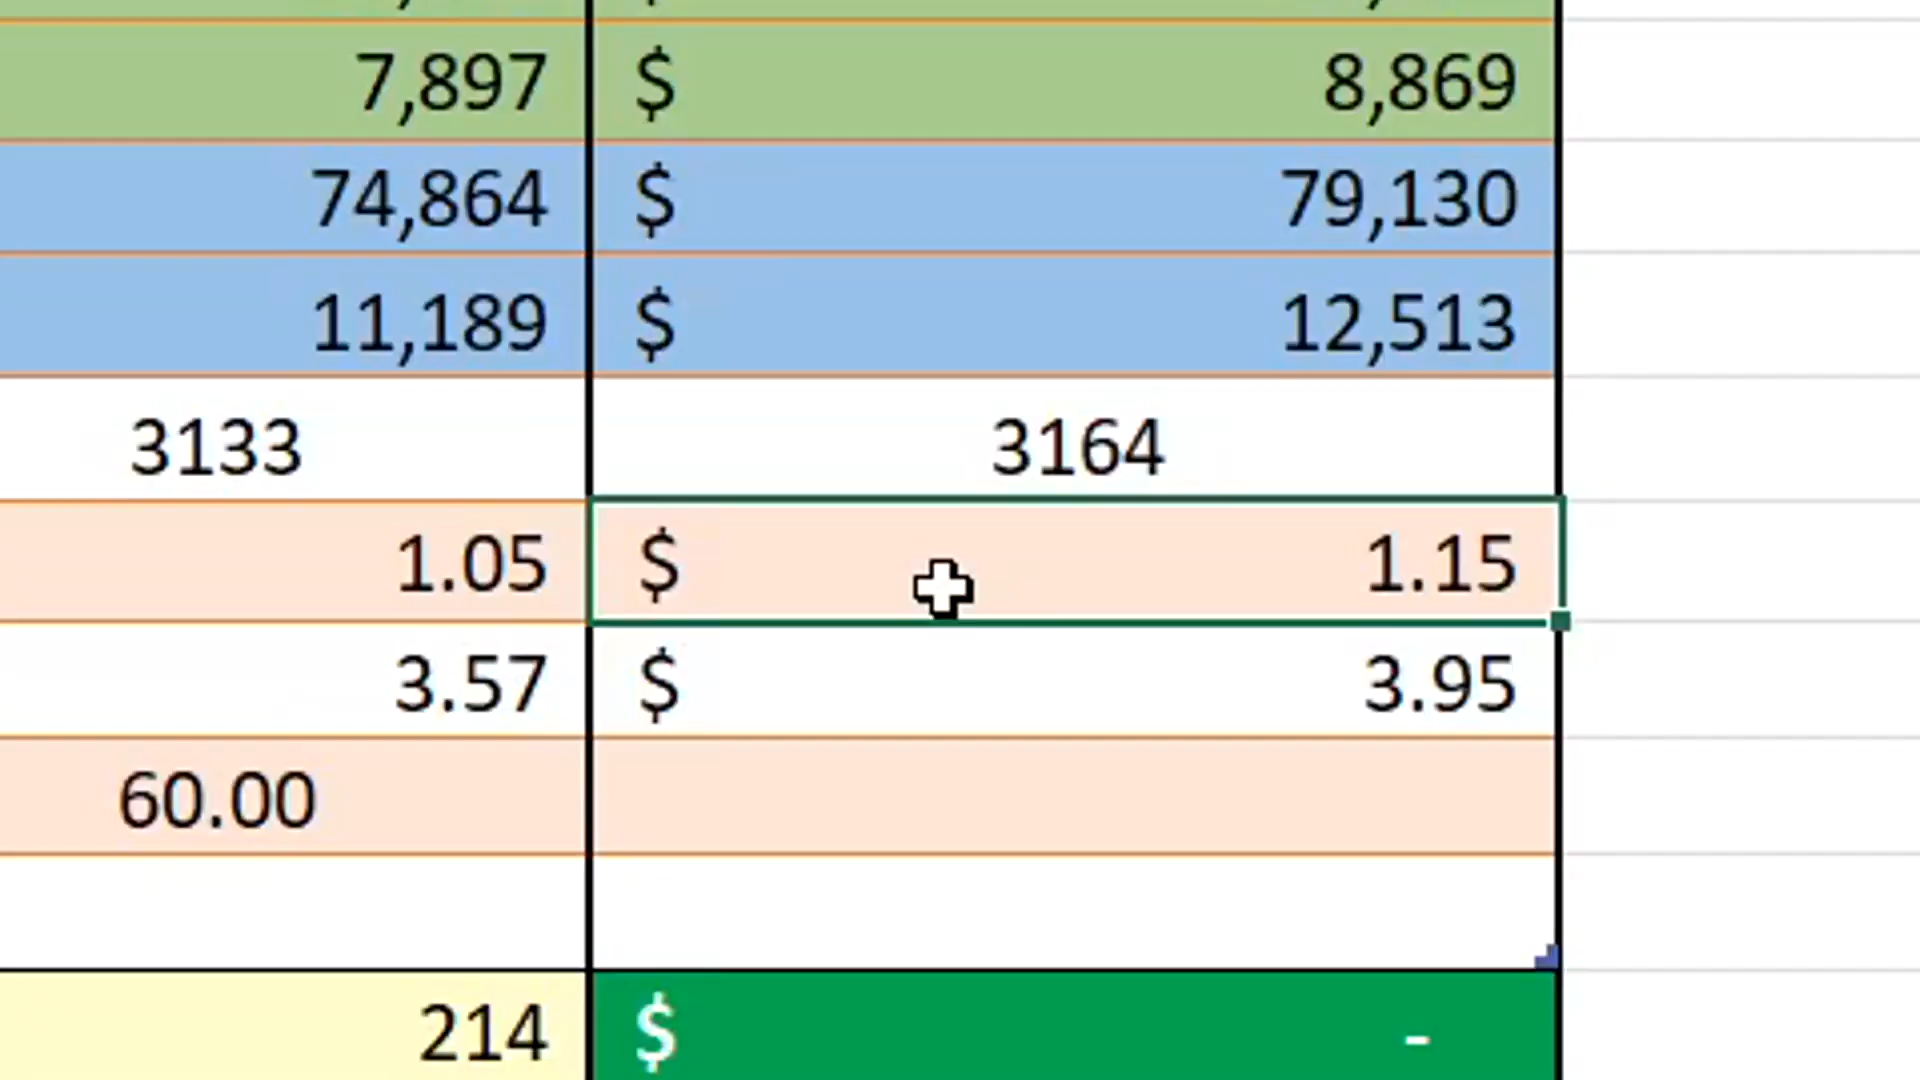 7,897 $ 8,869
74,864 $ 79,130
11,189 $ 12,513
3133 3164
1.05 $ 1.15
3.57 $ 3.95
60.00
214 $ -